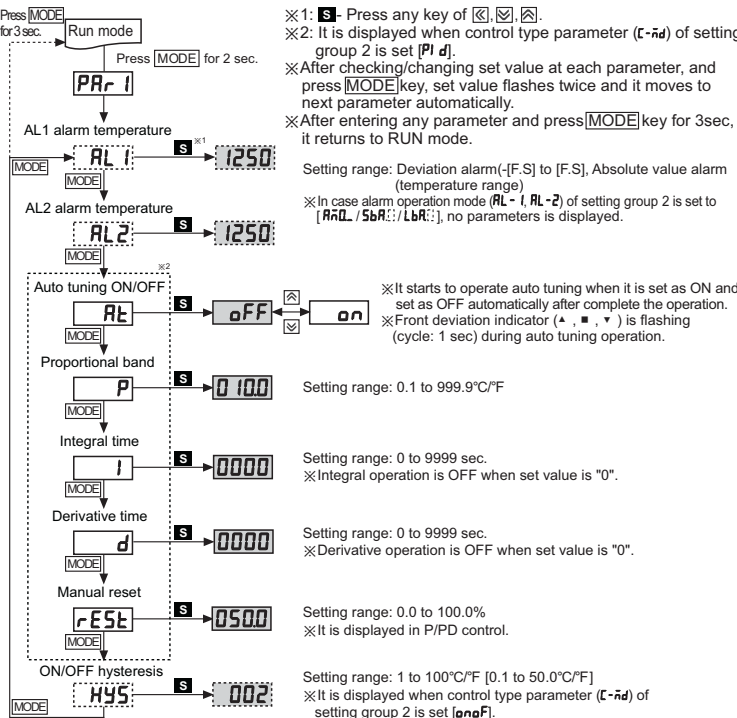 Press MODE
for 3 sec.
Run mode
Press MODE for 2 sec.
PAr1
※1: S - Press any key of ≪, ︾, ︽.
※2: It is displayed when control type parameter (C-md) of setting
group 2 is set [PId].
※After checking/changing set value at each parameter, and
press MODE key, set value flashes twice and it moves to
next parameter automatically.
※After entering any parameter and press MODE key for 3sec,
it returns to RUN mode.
AL1 alarm temperature
MODE
AL1
S ※1
1250
MODE
Setting range: Deviation alarm(-[F.S] to [F.S], Absolute value alarm
(temperature range)
※In case alarm operation mode (AL-1, AL-2) of setting group 2 is set to
[AM0_ / SbA / LbA], no parameters is displayed.
AL2 alarm temperature
AL2
S
1250
MODE
※2
Auto tuning ON/OFF
At
S
oFF
︽
︾
on
MODE
※It starts to operate auto tuning when it is set as ON and
set as OFF automatically after complete the operation.
※Front deviation indicator (▲, ■, ▼) is flashing
(cycle: 1 sec) during auto tuning operation.
Proportional band
P
S
010.0
MODE
Setting range: 0.1 to 999.9°C/°F
Integral time
I
S
0000
MODE
Setting range: 0 to 9999 sec.
※Integral operation is OFF when set value is "0".
Derivative time
d
S
0000
MODE
Setting range: 0 to 9999 sec.
※Derivative operation is OFF when set value is "0".
Manual reset
rESt
S
050.0
MODE
Setting range: 0.0 to 100.0%
※It is displayed in P/PD control.
ON/OFF hysteresis
HYS
S
002
MODE
Setting range: 1 to 100°C/°F [0.1 to 50.0°C/°F]
※It is displayed when control type parameter (C-md) of
setting group 2 is set [onoF].